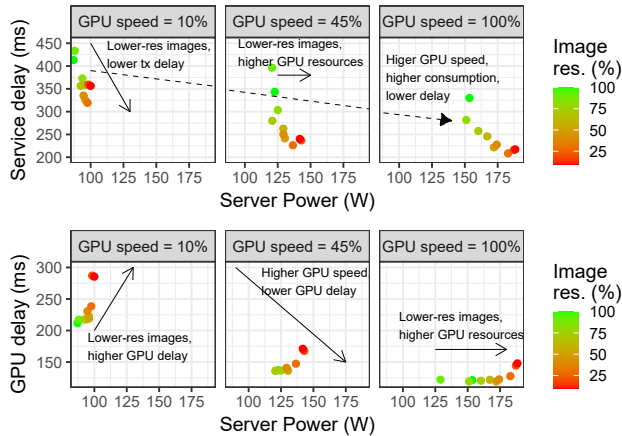 GPU speed = 10%
GPU speed = 45%
GPU speed = 100%
Service delay (ms)
450
400
350
300
250
200
Lower-res images,
lower tx delay
Lower-res images,
higher GPU resources
Higer GPU speed,
higher consumption,
lower delay
100 125 150 175
100 125 150 175
100 125 150 175
Server Power (W)
Image
res. (%)
100
75
50
25
GPU speed = 10%
GPU speed = 45%
GPU speed = 100%
GPU delay (ms)
300
250
200
150
Lower-res images,
higher GPU delay
Higher GPU speed
lower GPU delay
Lower-res images,
higher GPU resources
100 125 150 175
100 125 150 175
100 125 150 175
Server Power (W)
Image
res. (%)
100
75
50
25